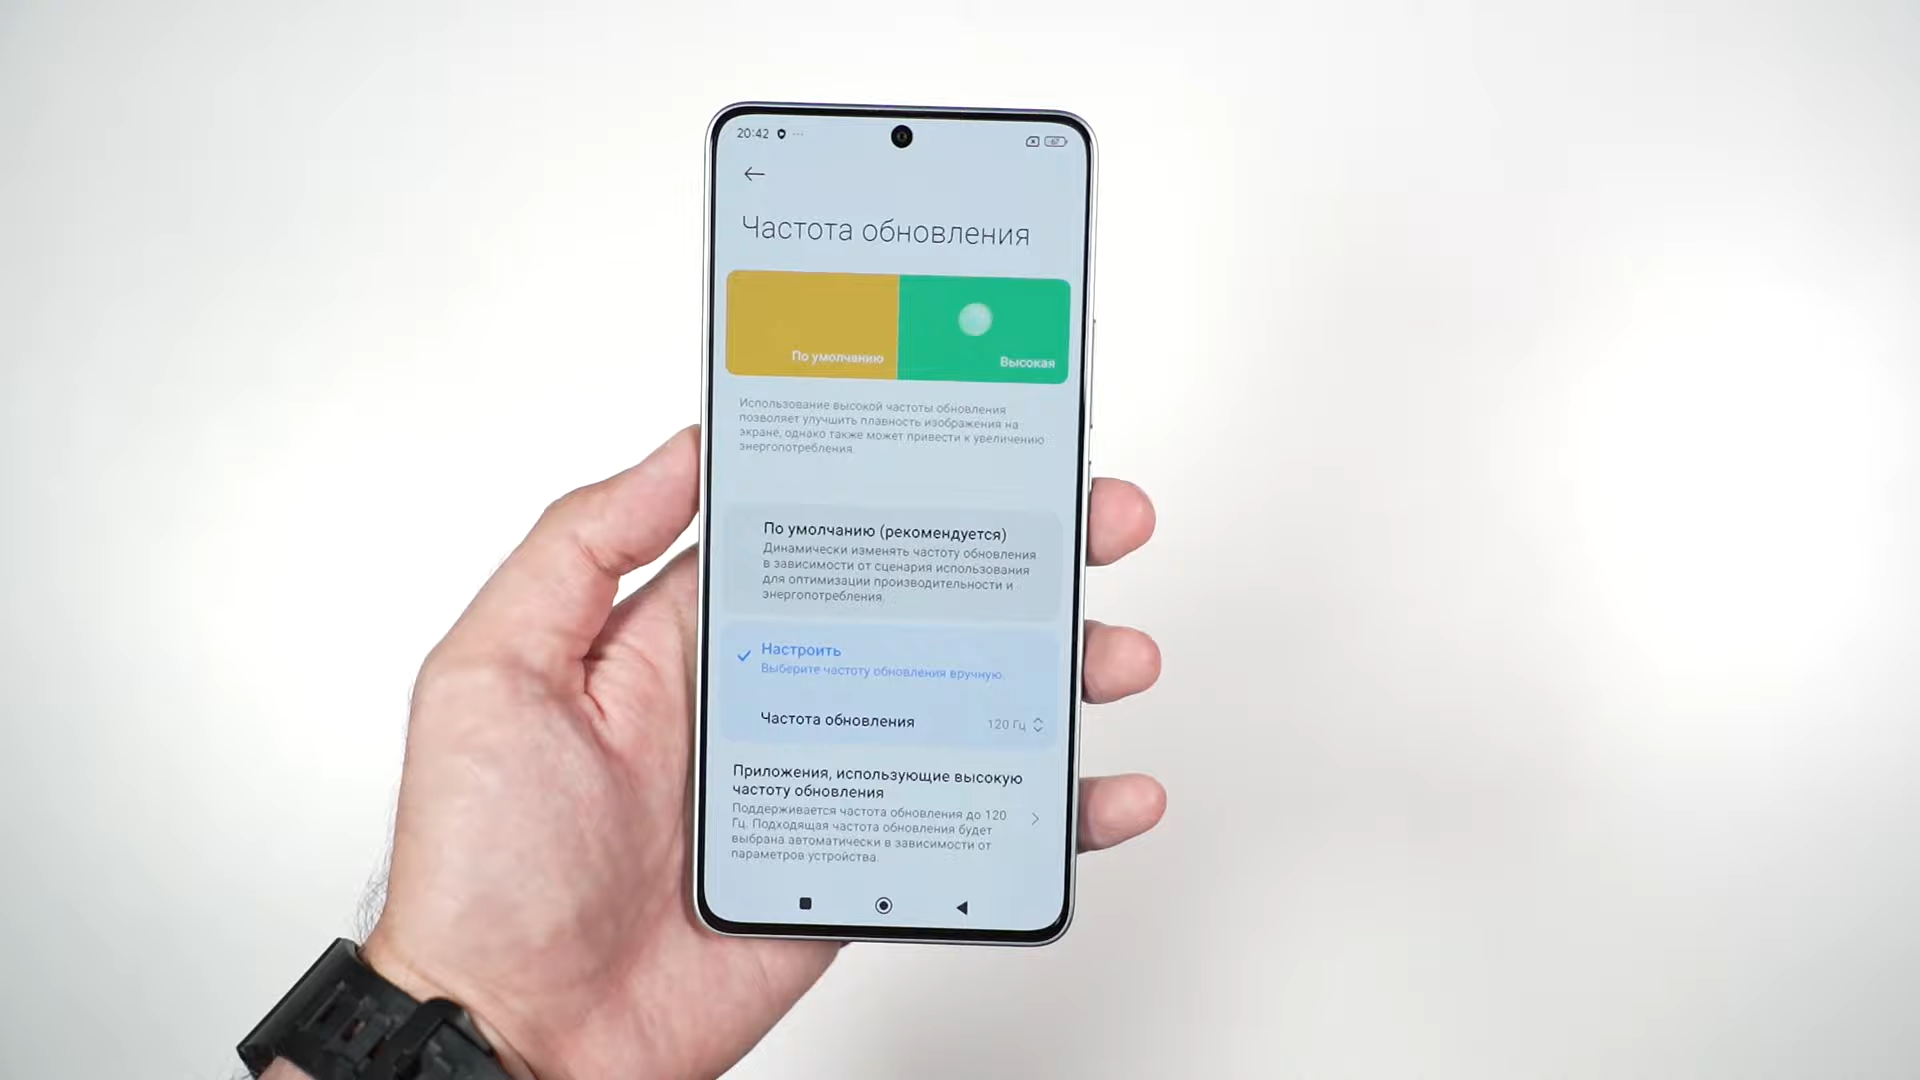 20:42
67
Частота обновления
По умолчанию
Высокая
Использование высокой частоты обновления
позволяет улучшить плавность изображения на
экране, однако также может привести к увеличению
энергопотребления.
По умолчанию (рекомендуется)
Динамически изменять частоту обновления
в зависимости от сценария использования
для оптимизации производительности и
энергопотребления.
Настроить
Выберите частоту обновления вручную.
Частота обновления
120 Гц
Приложения, использующие высокую
частоту обновления
Поддерживается частота обновления до 120
Гц. Подходящая частота обновления будет
выбрана автоматически в зависимости от
параметров устройства.